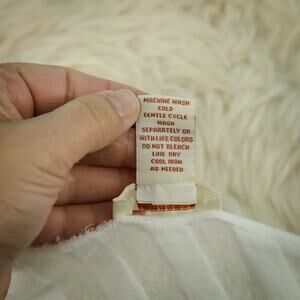 MACHINE WASH
COLD
GENTLE CYCLE
WASH
SEPARATELY OR
WITH LIKE COLORS
DO NOT BLEACH
LINE DRY
COOL IRON
AS NEEDED